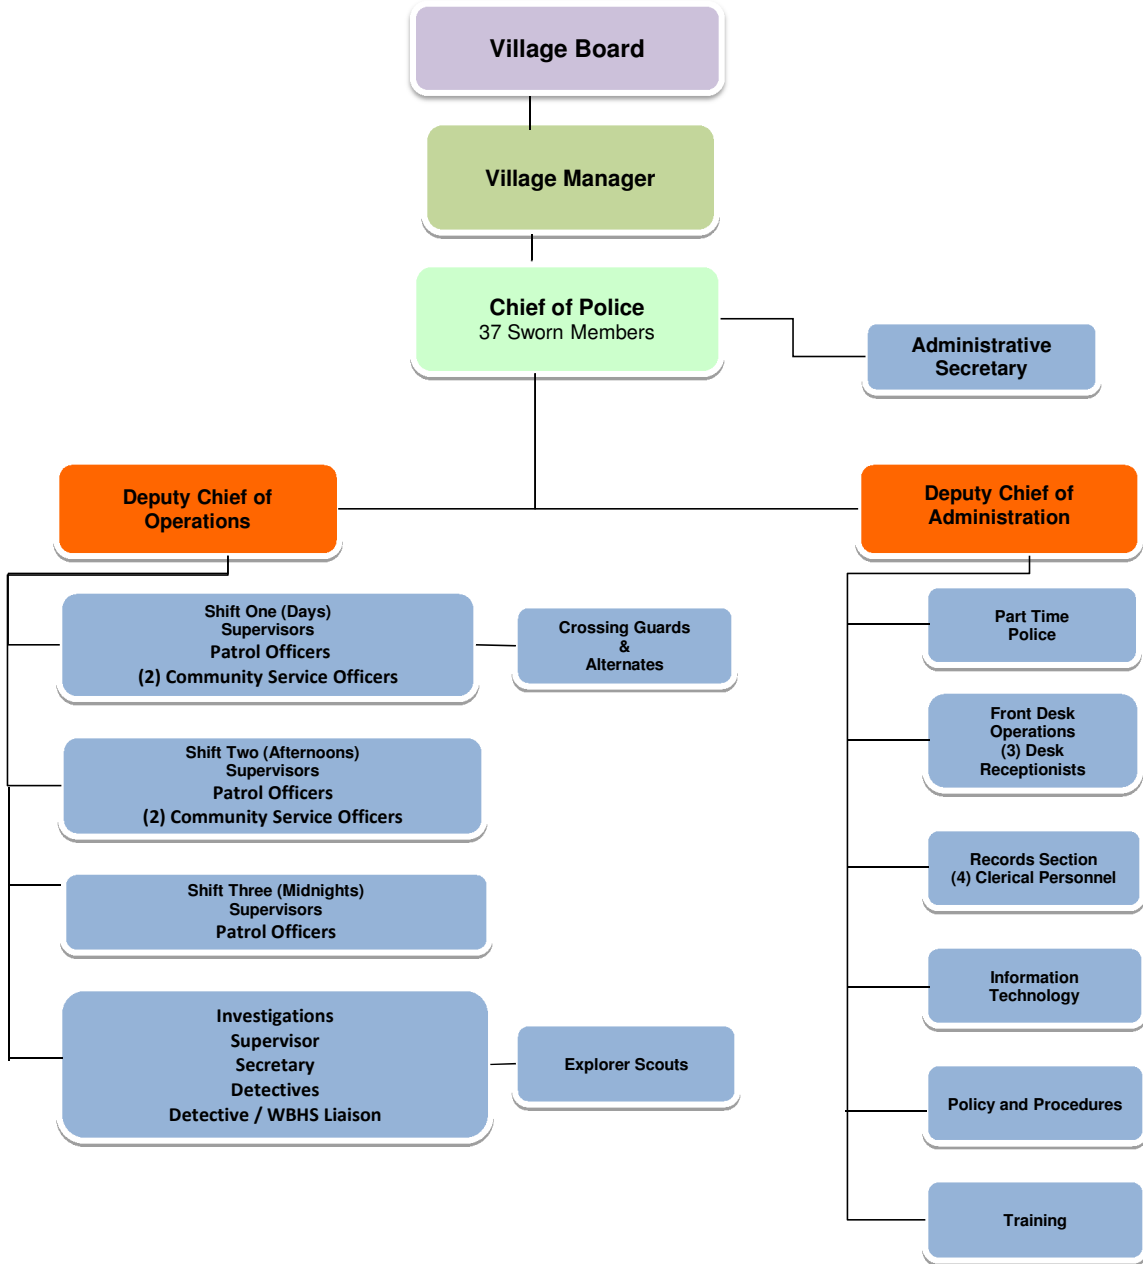 Village Board
Village Manager
Chief of Police
37 Sworn Members
Administrative
Secretary
Deputy Chief of
Operations
Deputy Chief of
Administration
Shift One (Days)
Supervisors
Patrol Officers
(2) Community Service Officers
Crossing Guards
&
Alternates
Part Time
Police
Front Desk
Operations
(3) Desk
Receptionists
Shift Two (Afternoons)
Supervisors
Patrol Officers
(2) Community Service Officers
Records Section
(4) Clerical Personnel
Shift Three (Midnights)
Supervisors
Patrol Officers
Information
Technology
Investigations
Supervisor
Secretary
Detectives
Detective / WBHS Liaison
Explorer Scouts
Policy and Procedures
Training